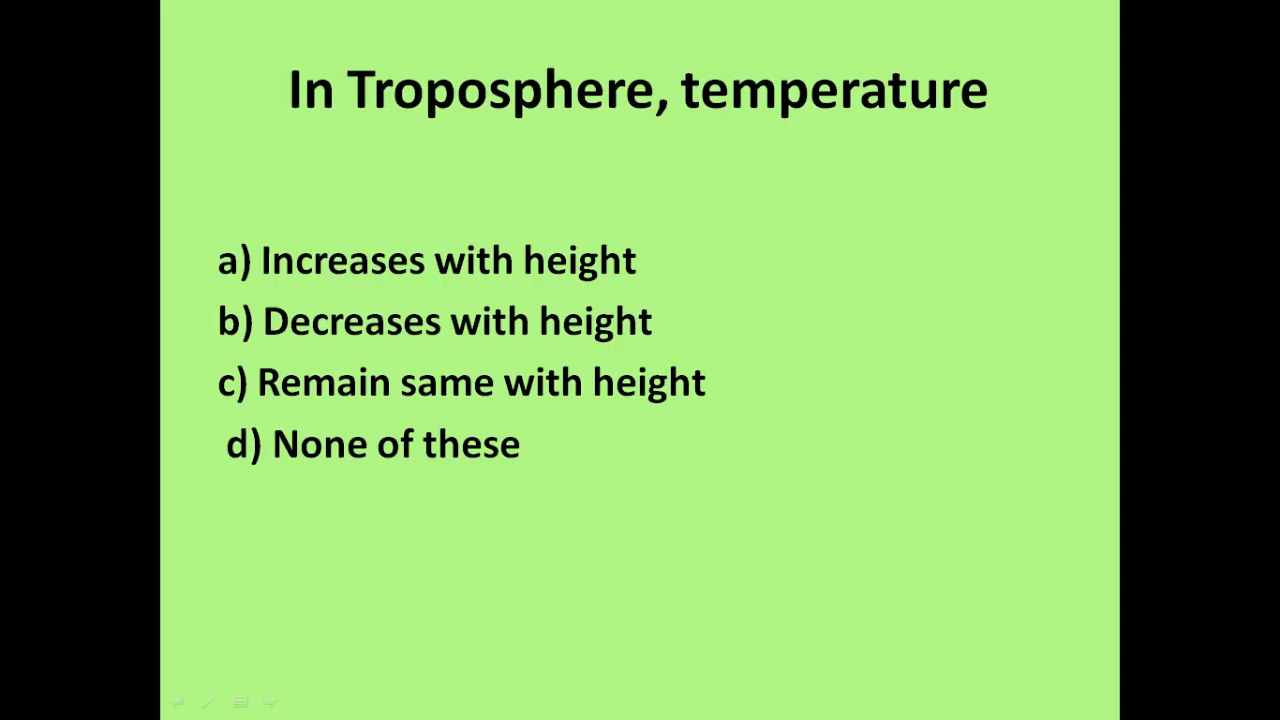 In Troposphere, temperature
a) Increases with height
b) Decreases with height
c) Remain same with height
d) None of these